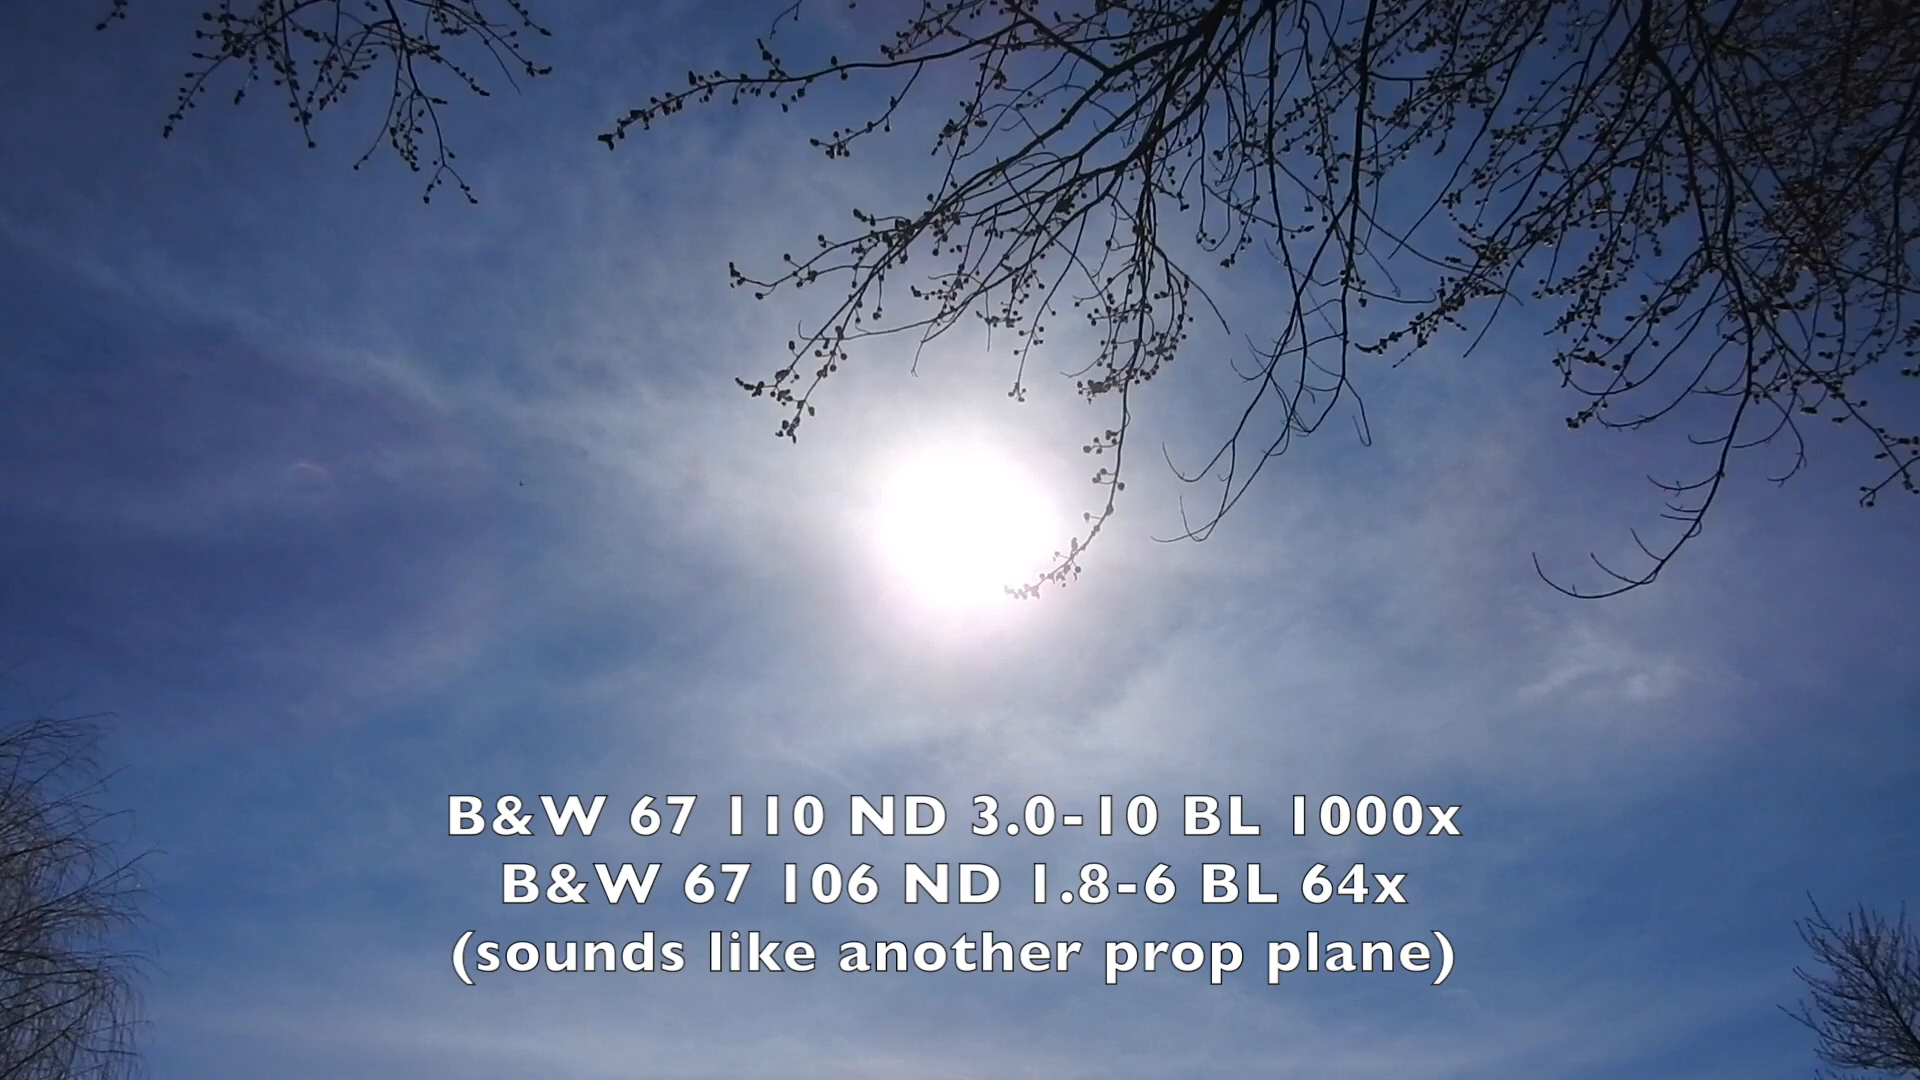 B&W 67 110 ND 3.0-10 BL 1000x
B&W 67 106 ND 1.8-6 BL 64x
(sounds like another prop plane)